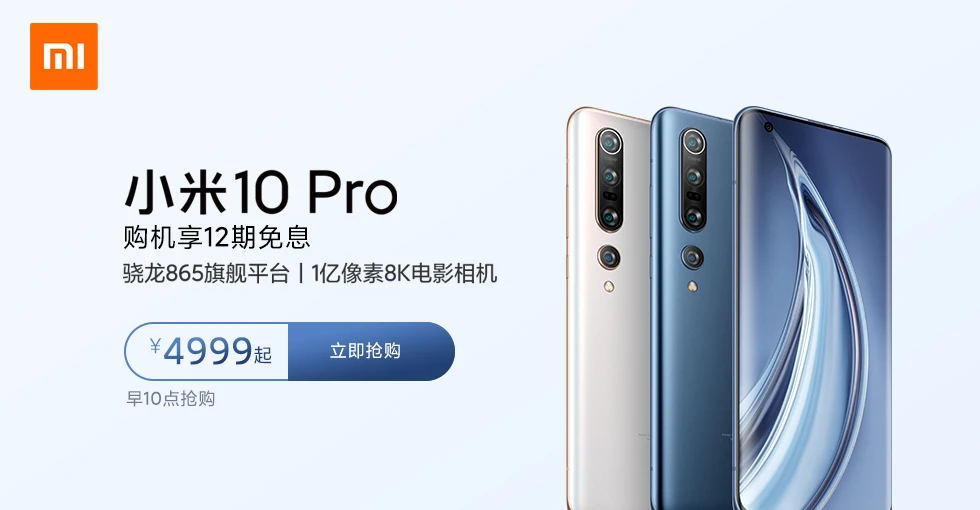 mi
小米10 Pro
购机享12期免息
骁龙865旗舰平台 | 1亿像素8K电影相机
¥4999起 立即抢购
早10点抢购